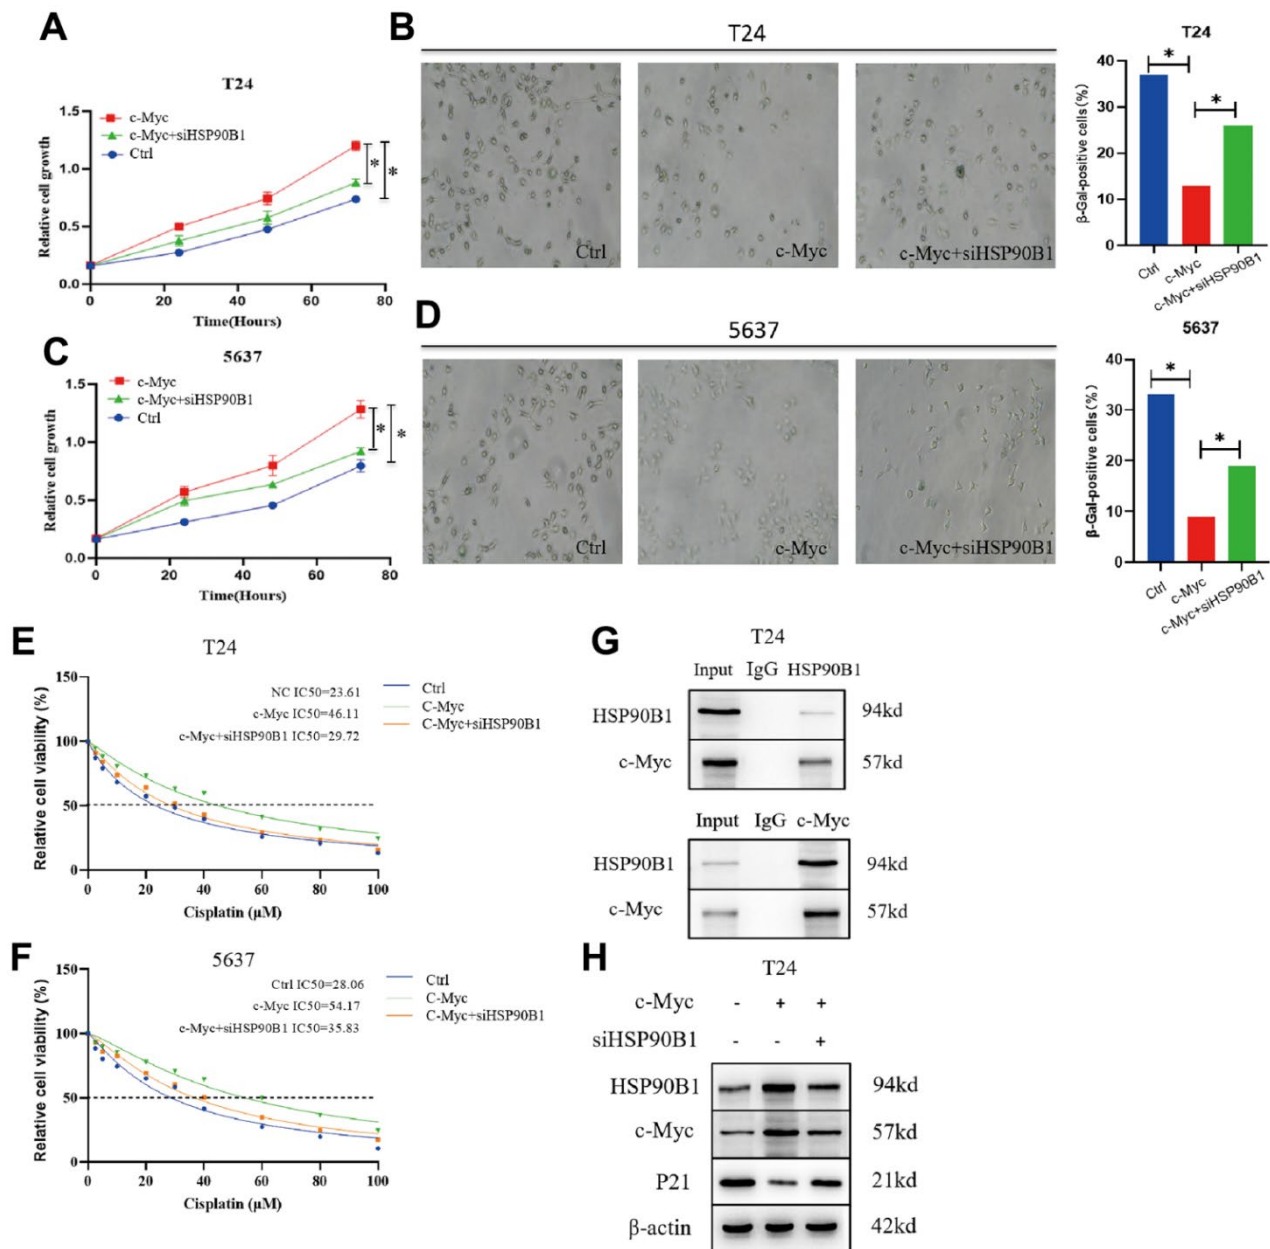 A
T24
1.5
1.0
0.5
0.0
Relative cell growth
c-Myc
c-Myc+siHSP90B1
Ctrl
*
*
0 20 40 60 80
Time(Hours)
B
T24
Ctrl
c-Myc
c-Myc+siHSP90B1
T24
β-Gal-positive cells(%)
40
30
20
10
0
*
*
Ctrl
c-Myc
c-Myc+siHSP90B1
C
5637
1.5
1.0
0.5
0.0
Relative cell growth
c-Myc
c-Myc+siHSP90B1
Ctrl
*
*
0 20 40 60 80
Time(Hours)
D
5637
Ctrl
c-Myc
c-Myc+siHSP90B1
5637
β-Gal-positive cells(%)
40
30
20
10
0
*
*
Ctrl
c-Myc
c-Myc+siHSP90B1
E
T24
Relative cell viability (%)
150
100
50
0
NC IC50=23.61
c-Myc IC50=46.11
c-Myc+siHSP90B1 IC50=29.72
Ctrl
C-Myc
C-Myc+siHSP90B1
0 20 40 60 80 100
Cisplatin (μM)
F
5637
Relative cell viability (%)
150
100
50
0
Ctrl IC50=28.06
c-Myc IC50=54.17
c-Myc+siHSP90B1 IC50=35.83
Ctrl
C-Myc
C-Myc+siHSP90B1
0 20 40 60 80 100
Cisplatin (μM)
G
T24
Input IgG HSP90B1
HSP90B1 94kd
c-Myc 57kd
Input IgG c-Myc
HSP90B1 94kd
c-Myc 57kd
H
T24
c-Myc - + +
siHSP90B1 - - +
HSP90B1 94kd
c-Myc 57kd
P21 21kd
β-actin 42kd